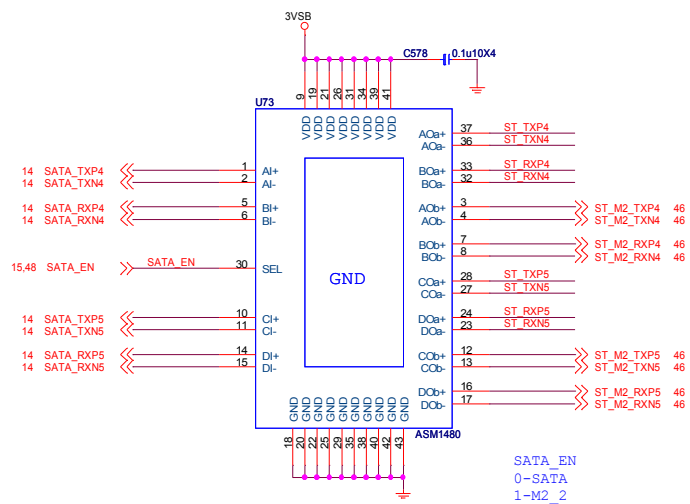 3VSB
C578 0.1u10X4
U73
9 19 21 26 31 34 39 41
VDD VDD VDD VDD VDD VDD VDD VDD
AOa+ 37 ST_TXP4
AOa- 36 ST_TXN4
14 SATA_TXP4 1 AI+ BOa+ 33 ST_RXP4
14 SATA_TXN4 2 AI- BOa- 32 ST_RXN4
14 SATA_RXP4 5 BI+ AOb+ 3 ST_M2_TXP4 46
14 SATA_RXN4 6 BI- AOb- 4 ST_M2_TXN4 46
BOb+ 7 ST_M2_RXP4 46
BOb- 8 ST_M2_RXN4 46
15,48 SATA_EN SATA_EN 30 SEL
GND
COa+ 28 ST_TXP5
COa- 27 ST_TXN5
14 SATA_TXP5 10 CI+ DOa+ 24 ST_RXP5
14 SATA_TXN5 11 CI- DOa- 23 ST_RXN5
14 SATA_RXP5 14 DI+ COb+ 12 ST_M2_TXP5 46
14 SATA_RXN5 15 DI- COb- 13 ST_M2_TXN5 46
DOb+ 16 ST_M2_RXP5 46
DOb- 17 ST_M2_RXN5 46
GND GND GND GND GND GND GND GND GND GND
18 20 22 25 29 35 38 40 42 43
ASM1480
SATA_EN
0-SATA
1-M2_2